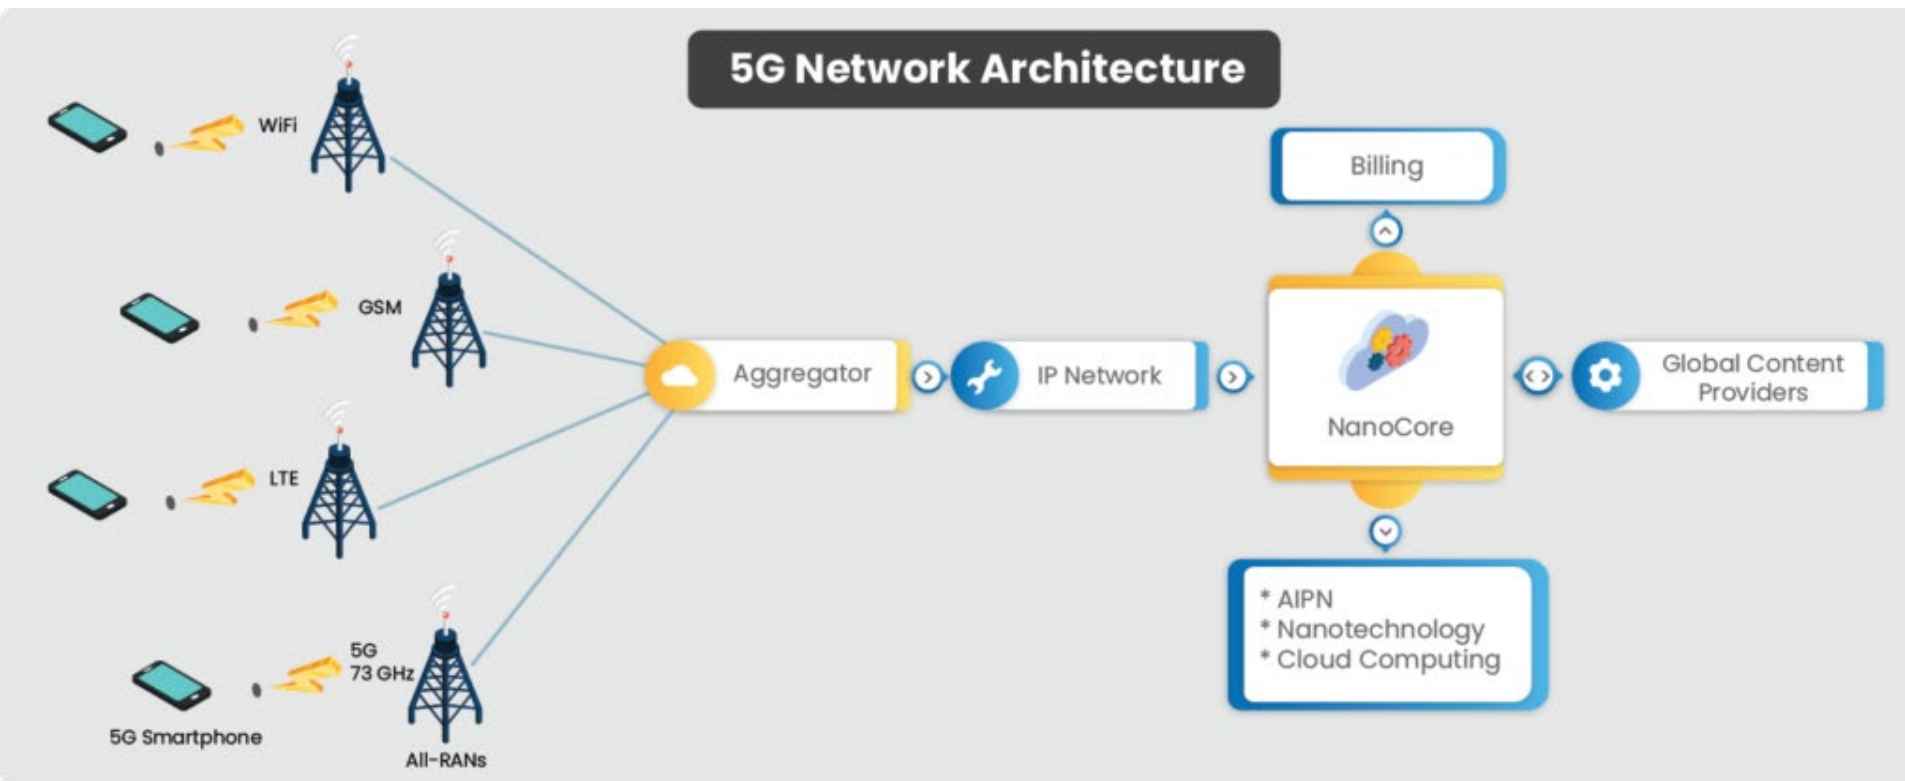 5G Network Architecture
WiFi
GSM
LTE
5G
73 GHz
5G Smartphone
All-RANs
Aggregator
IP Network
Billing
NanoCore
Global Content
Providers
* AIPN
* Nanotechnology
* Cloud Computing